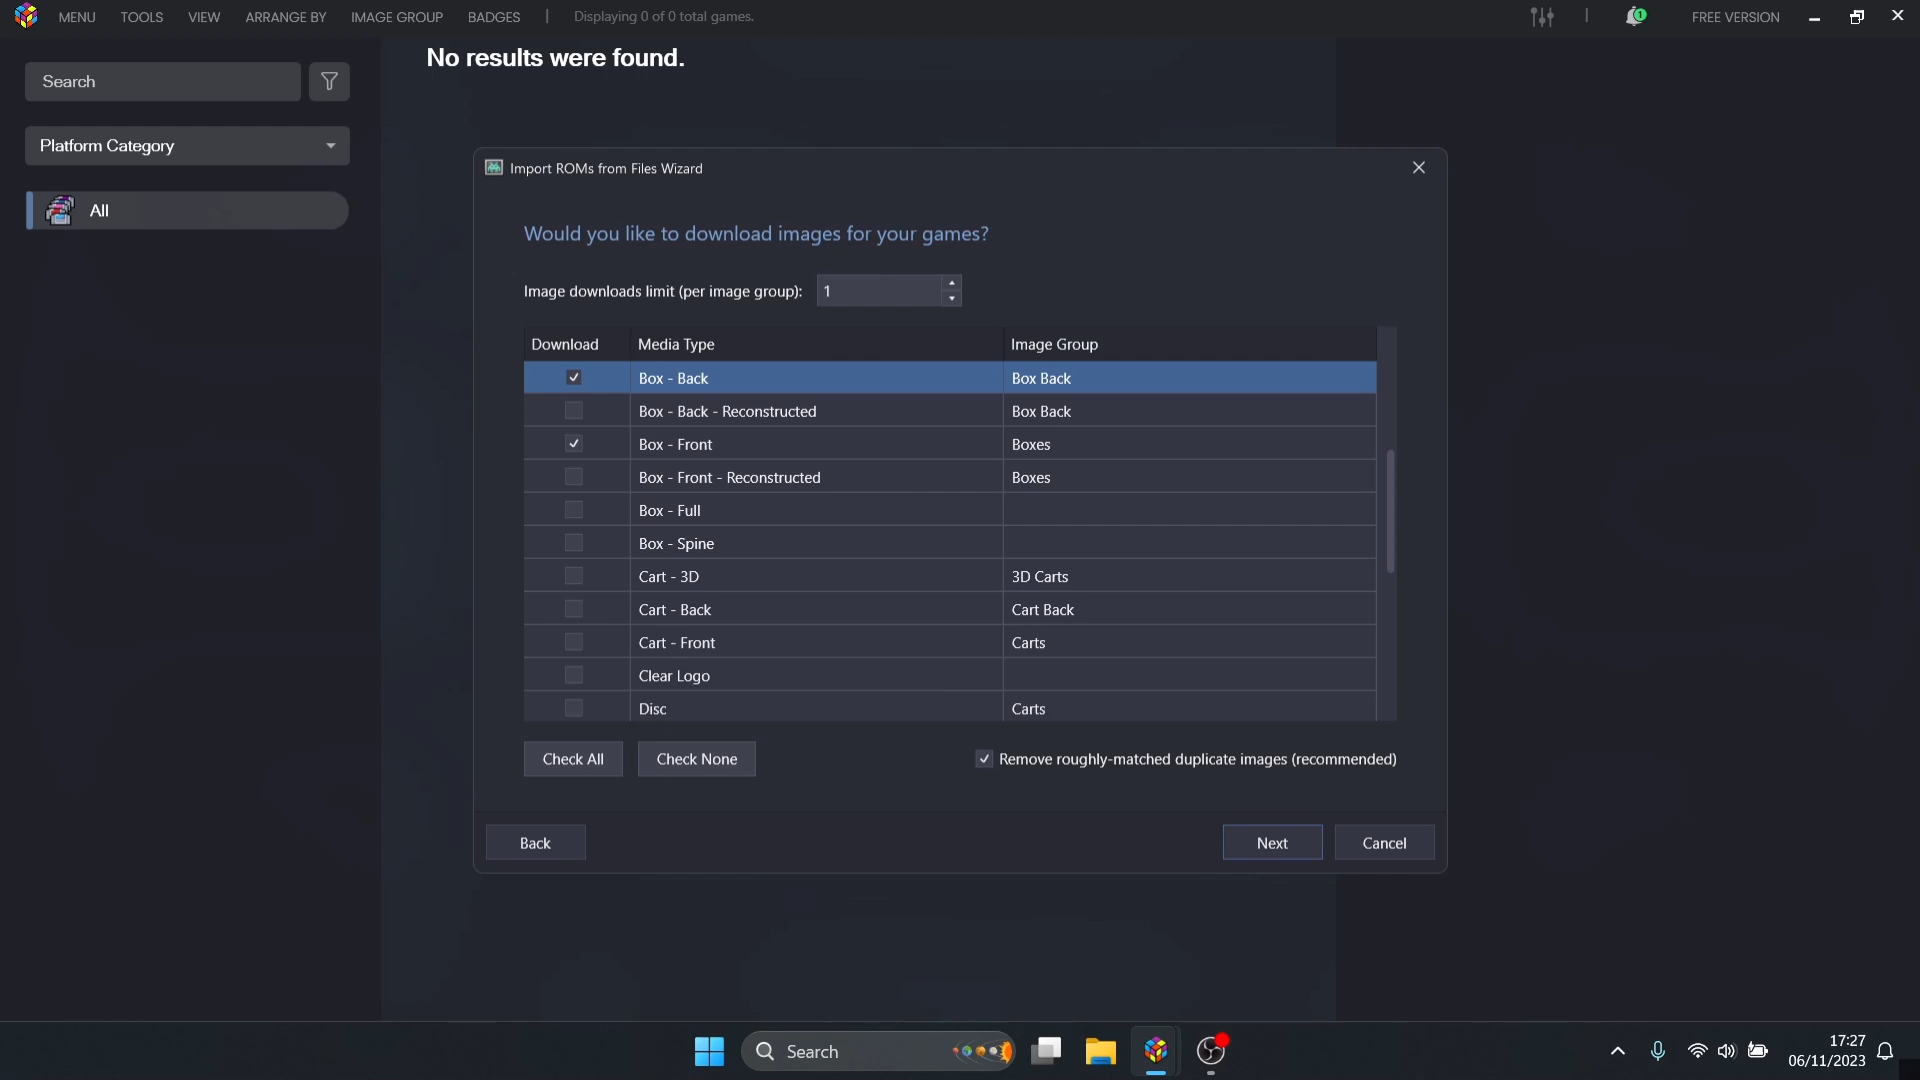 MENU TOOLS VIEW ARRANGE BY IMAGE GROUP BADGES | Displaying 0 of 0 total games. | 1 FREE VERSION
No results were found.
Search
Platform Category
All
Import ROMs from Files Wizard
Would you like to download images for your games?
Image downloads limit (per image group): 1
Download Media Type Image Group
Box - Back Box Back
Box - Back - Reconstructed Box Back
Box - Front Boxes
Box - Front - Reconstructed Boxes
Box - Full
Box - Spine
Cart - 3D 3D Carts
Cart - Back Cart Back
Cart - Front Carts
Clear Logo
Disc Carts
Check All Check None Remove roughly-matched duplicate images (recommended)
Back Next Cancel
Search
17:27
06/11/2023